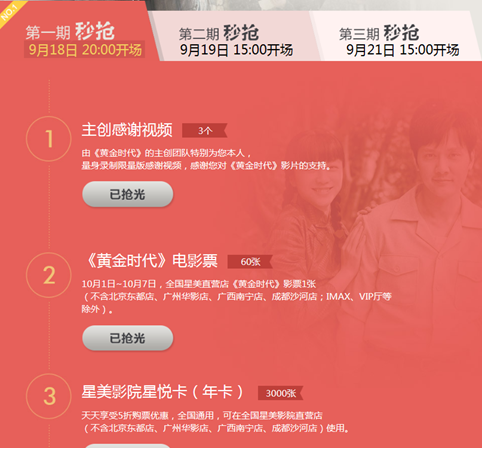 NO.1
第一期 秒抢
9月18日 20:00开场
第二期 秒抢
9月19日 15:00开场
第三期 秒抢
9月21日 15:00开场
1
主创感谢视频 3个
由《黄金时代》的主创团队特别为您本人，
量身录制限量版感谢视频，感谢您对《黄金时代》影片的支持。
已抢光
2
《黄金时代》电影票 60张
10月1日~10月7日，全国星美直营店《黄金时代》影票1张
（不含北京东都店、广州华影店、广西南宁店、成都沙河店；IMAX、VIP厅等
除外）。
已抢光
3
星美影院星悦卡（年卡） 3000张
天天享受5折购票优惠，全国通用，可在全国星美影院直营店
（不含北京东都店、广州华影店、广西南宁店、成都沙河店）使用。